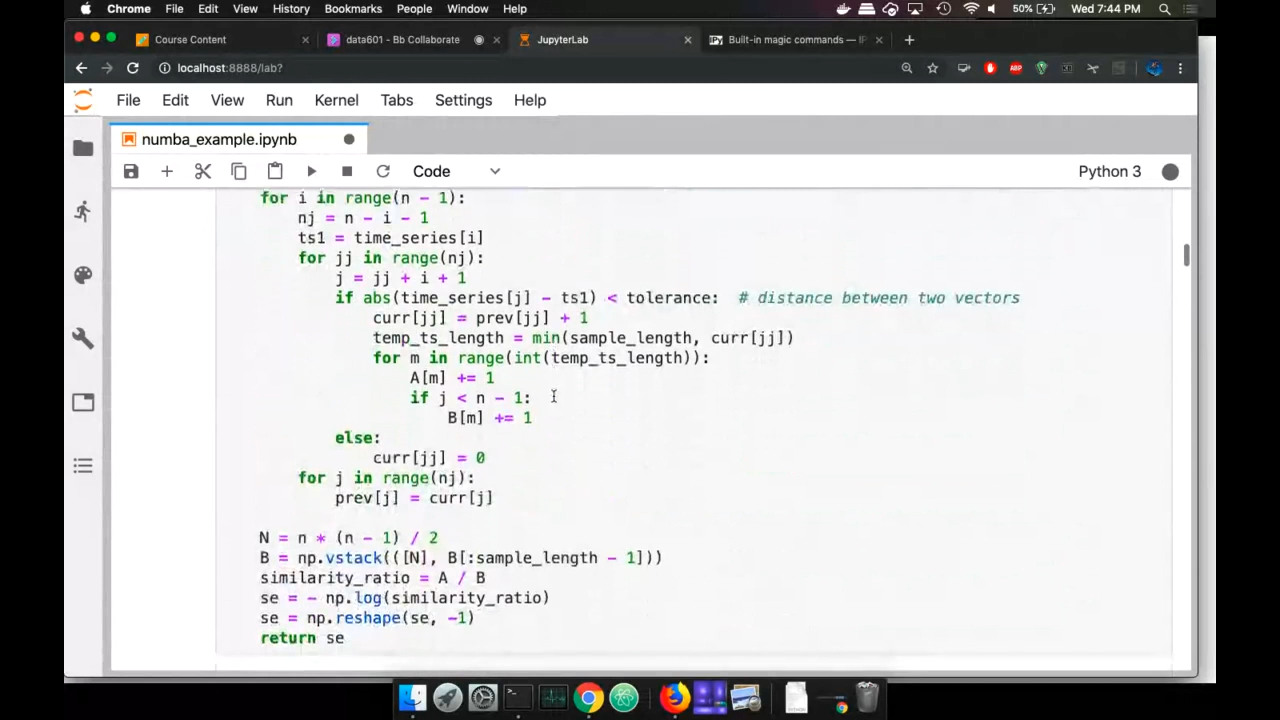 Chrome File Edit View History Bookmarks People Window Help 50% Wed 7:44 PM
Course Content data601 - Bb Collaborate JupyterLab IP[y] Built-in magic commands —
localhost:8888/lab?
File Edit View Run Kernel Tabs Settings Help
numba_example.ipynb
Code Python 3
for i in range(n - 1):
nj = n - i - 1
ts1 = time_series[i]
for jj in range(nj):
j = jj + i + 1
if abs(time_series[j] - ts1) < tolerance: # distance between two vectors
curr[jj] = prev[jj] + 1
temp_ts_length = min(sample_length, curr[jj])
for m in range(int(temp_ts_length)):
A[m] += 1
if j < n - 1:
B[m] += 1
else:
curr[jj] = 0
for j in range(nj):
prev[j] = curr[j]
N = n * (n - 1) / 2
B = np.vstack(([N], B[:sample_length - 1]))
similarity_ratio = A / B
se = - np.log(similarity_ratio)
se = np.reshape(se, -1)
return se